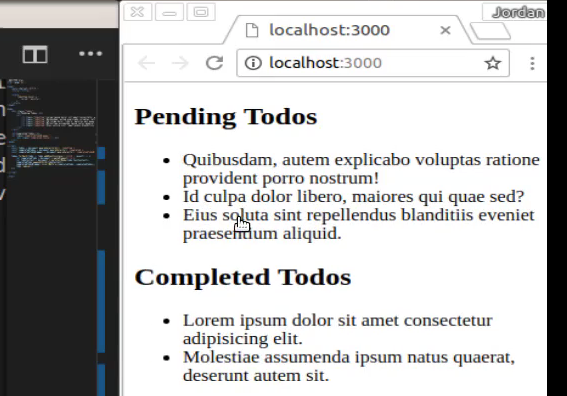 Jordan
localhost:3000
localhost:3000
Pending Todos
Quibusdam, autem explicabo voluptas ratione
provident porro nostrum!
Id culpa dolor libero, maiores qui quae sed?
Eius soluta sint repellendus blanditiis eveniet
praesentium aliquid.
Completed Todos
Lorem ipsum dolor sit amet consectetur
adipisicing elit.
Molestiae assumenda ipsum natus quaerat,
deserunt autem sit.